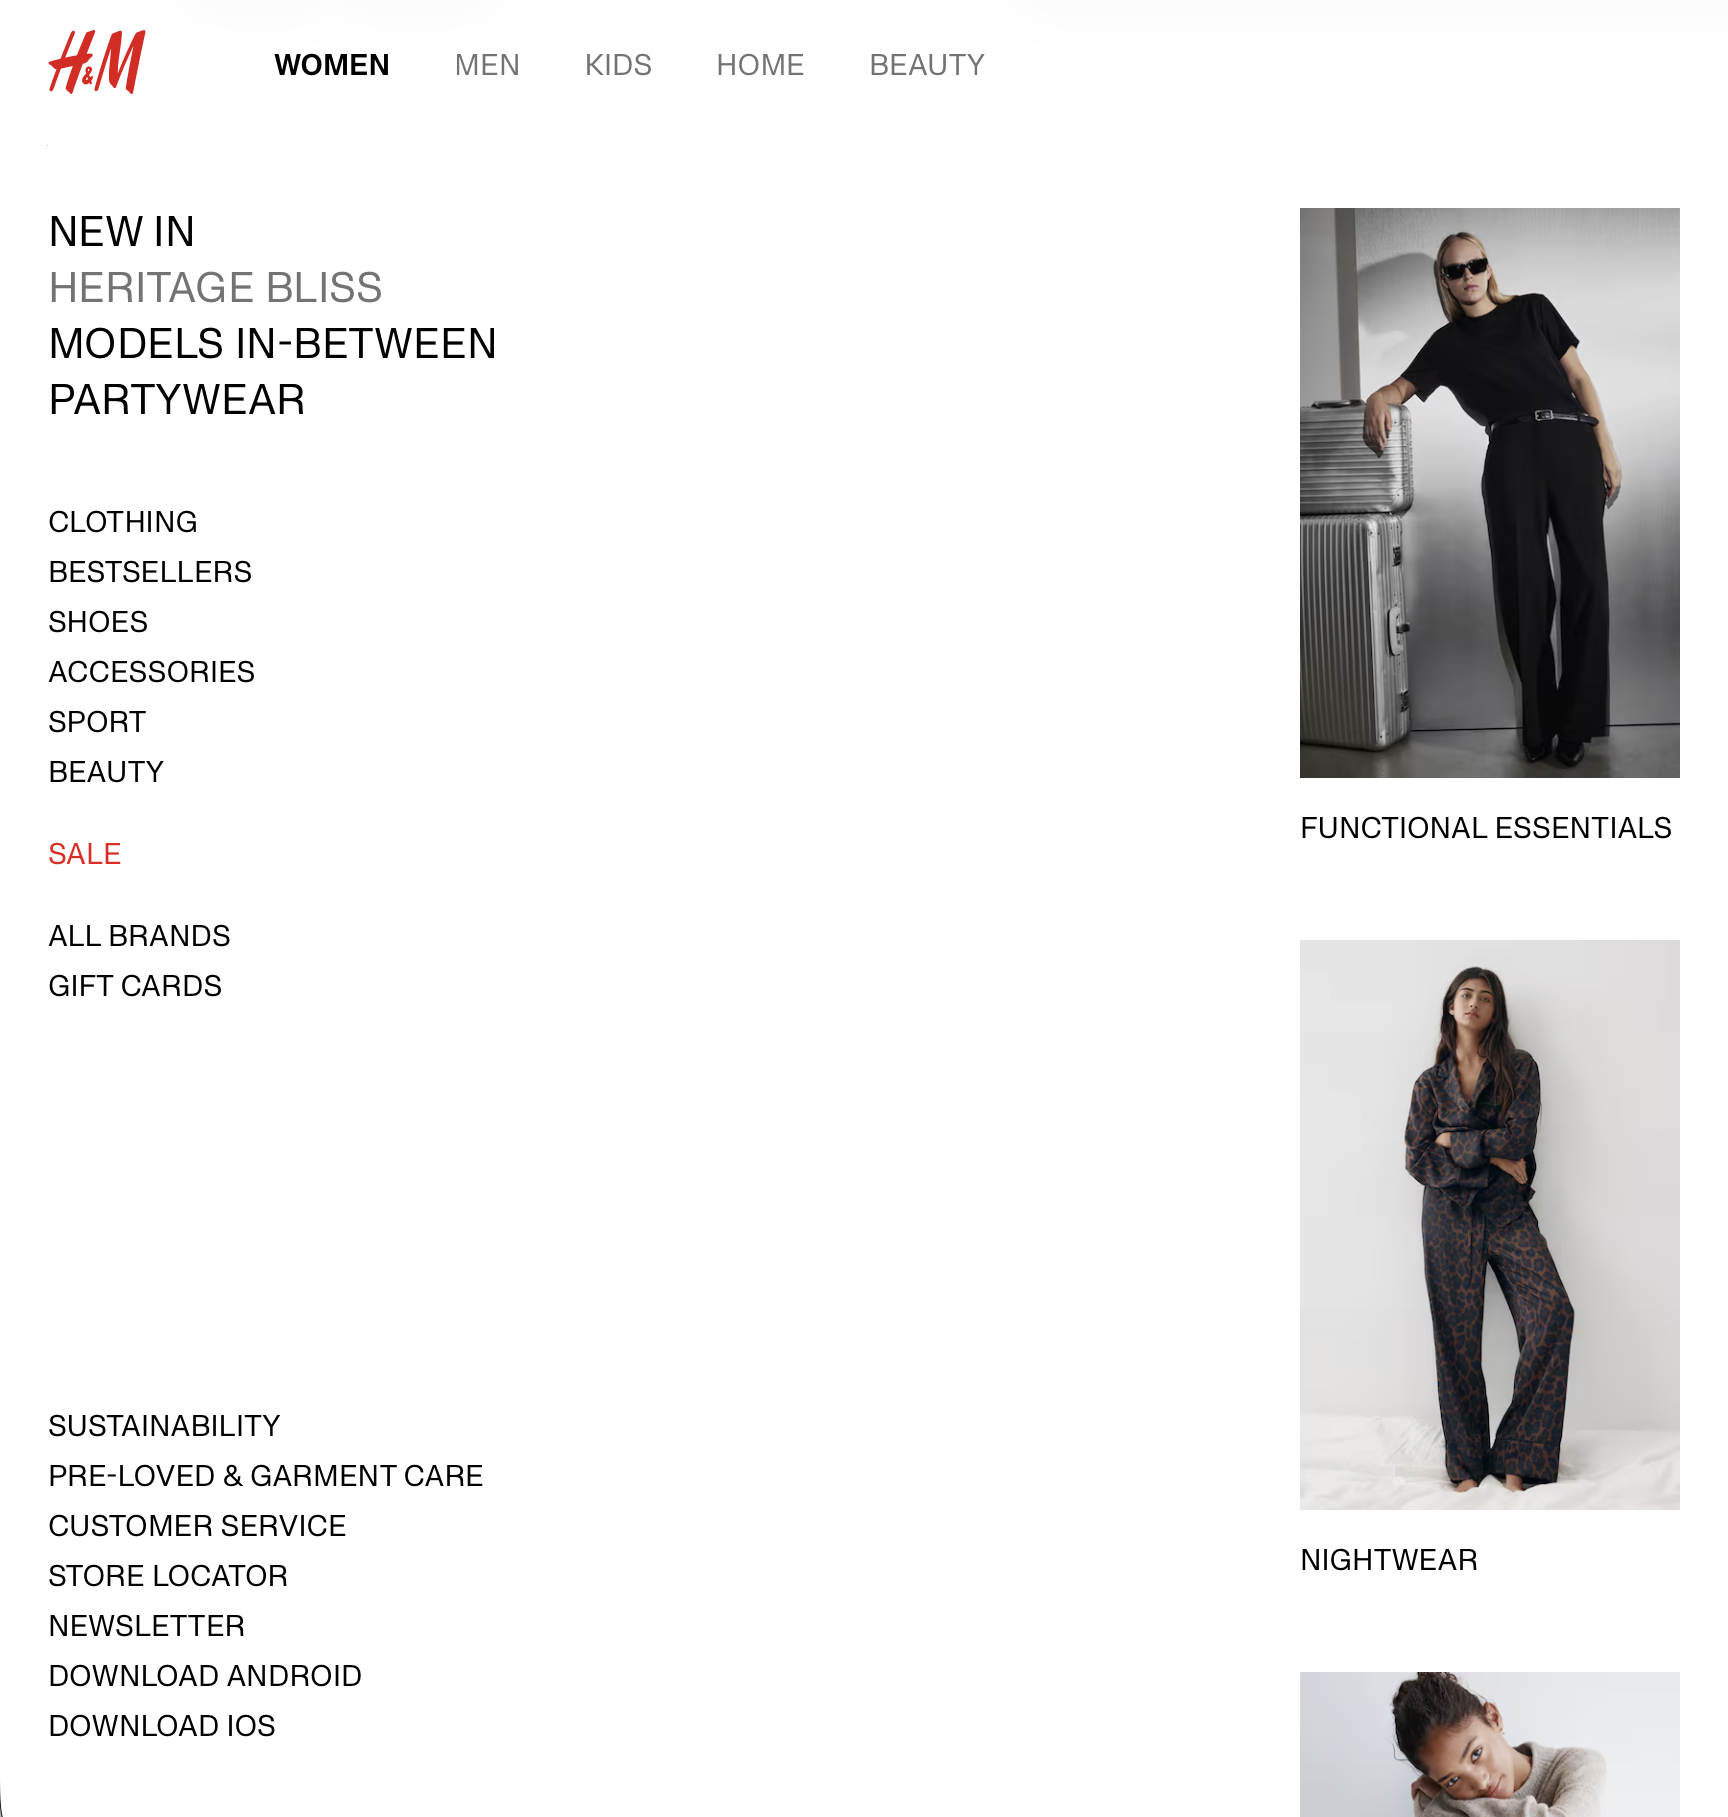 H&M
WOMEN MEN KIDS HOME BEAUTY
NEW IN
HERITAGE BLISS
MODELS IN-BETWEEN
PARTYWEAR
CLOTHING
BESTSELLERS
SHOES
ACCESSORIES
SPORT
BEAUTY
SALE
ALL BRANDS
GIFT CARDS
SUSTAINABILITY
PRE-LOVED & GARMENT CARE
CUSTOMER SERVICE
STORE LOCATOR
NEWSLETTER
DOWNLOAD ANDROID
DOWNLOAD IOS
FUNCTIONAL ESSENTIALS
NIGHTWEAR